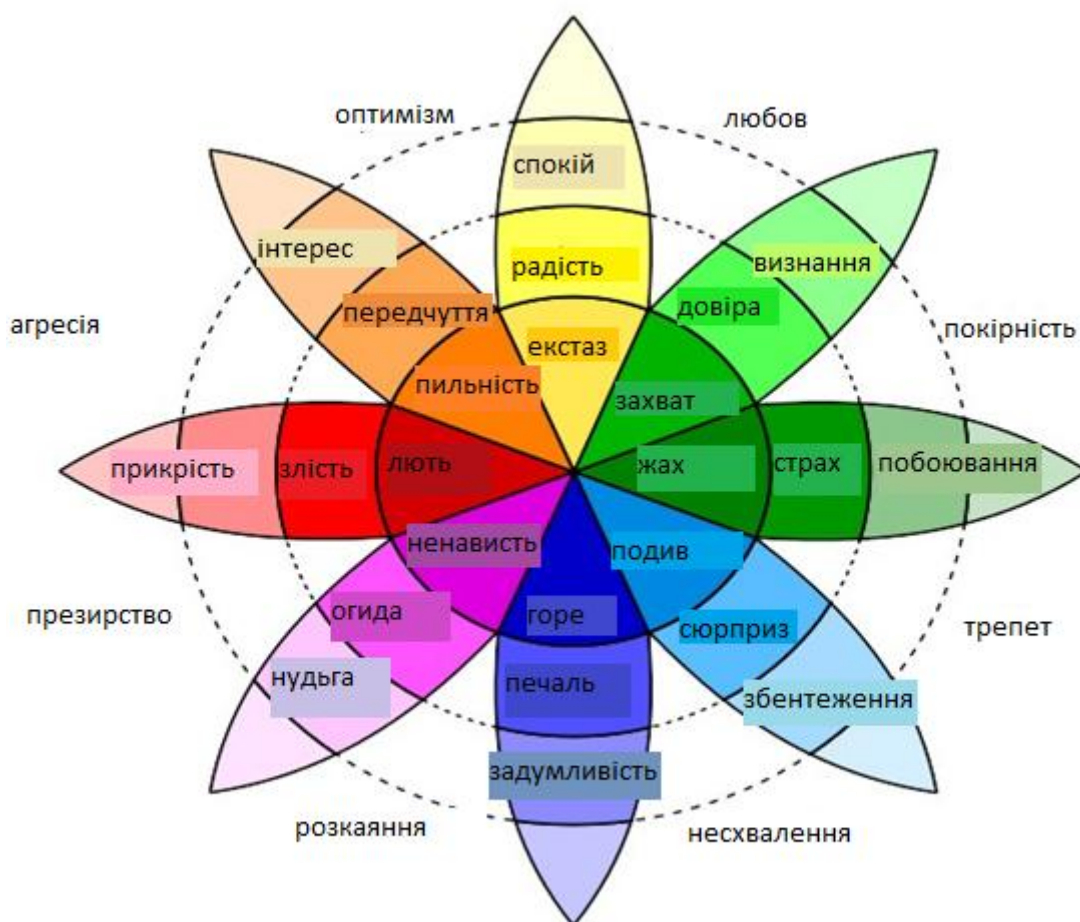 оптимізм
любов
спокій
інтерес
радість
визнання
передчуття
довіра
агресія
покірність
екстаз
пильність
захват
прикрість
злість
лють
жах
страх
побоювання
ненависть
подив
презирство
огида
горе
сюрприз
трепет
нудьга
печаль
збентеження
задумливість
розкаяння
несхвалення